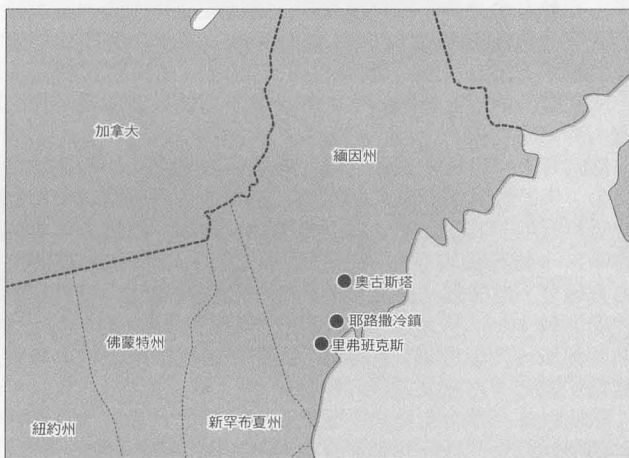 加拿大
緬因州
奧古斯塔
耶路撒冷鎮
里弗班克斯
佛蒙特州
新罕布夏州
紐約州